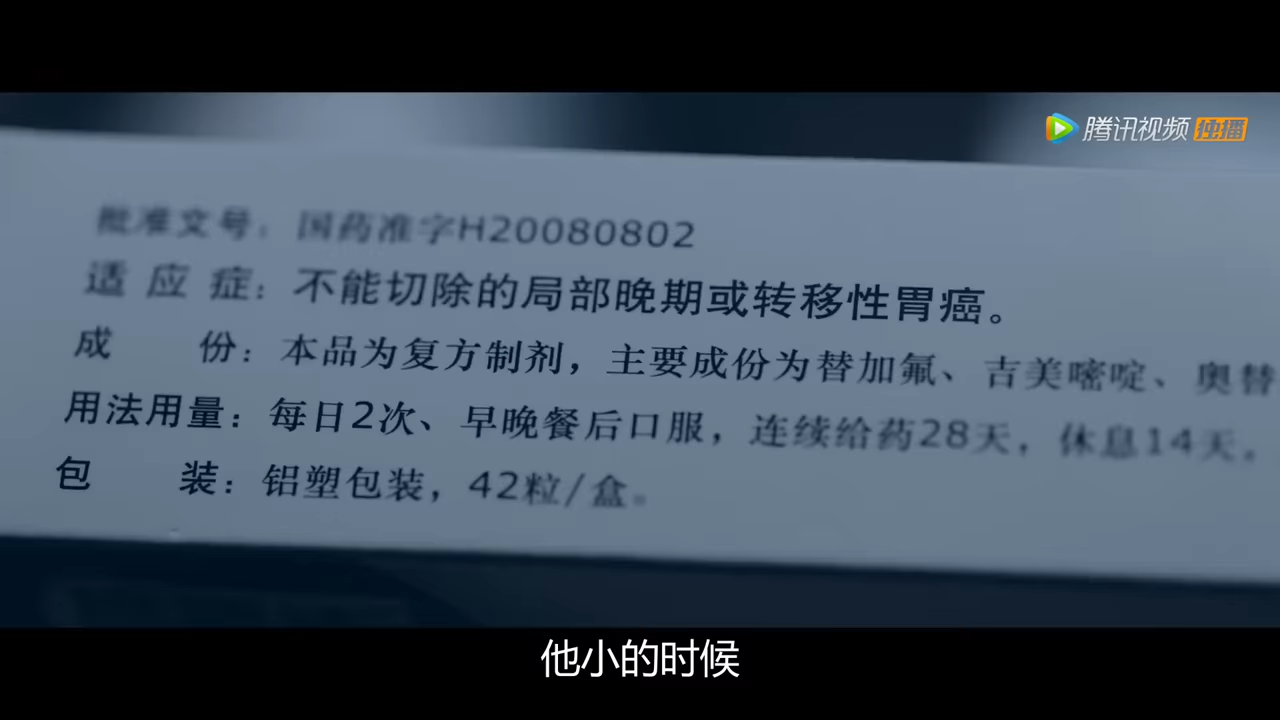 腾讯视频 独播
批准文号：国药准字H20080802
适应症：不能切除的局部晚期或转移性胃癌。
成份：本品为复方制剂，主要成份为替加氟、吉美嘧啶、奥替
用法用量：每日2次、早晚餐后口服，连续给药28天，休息14天。
包装：铝塑包装，42粒/盒。
他小的时候